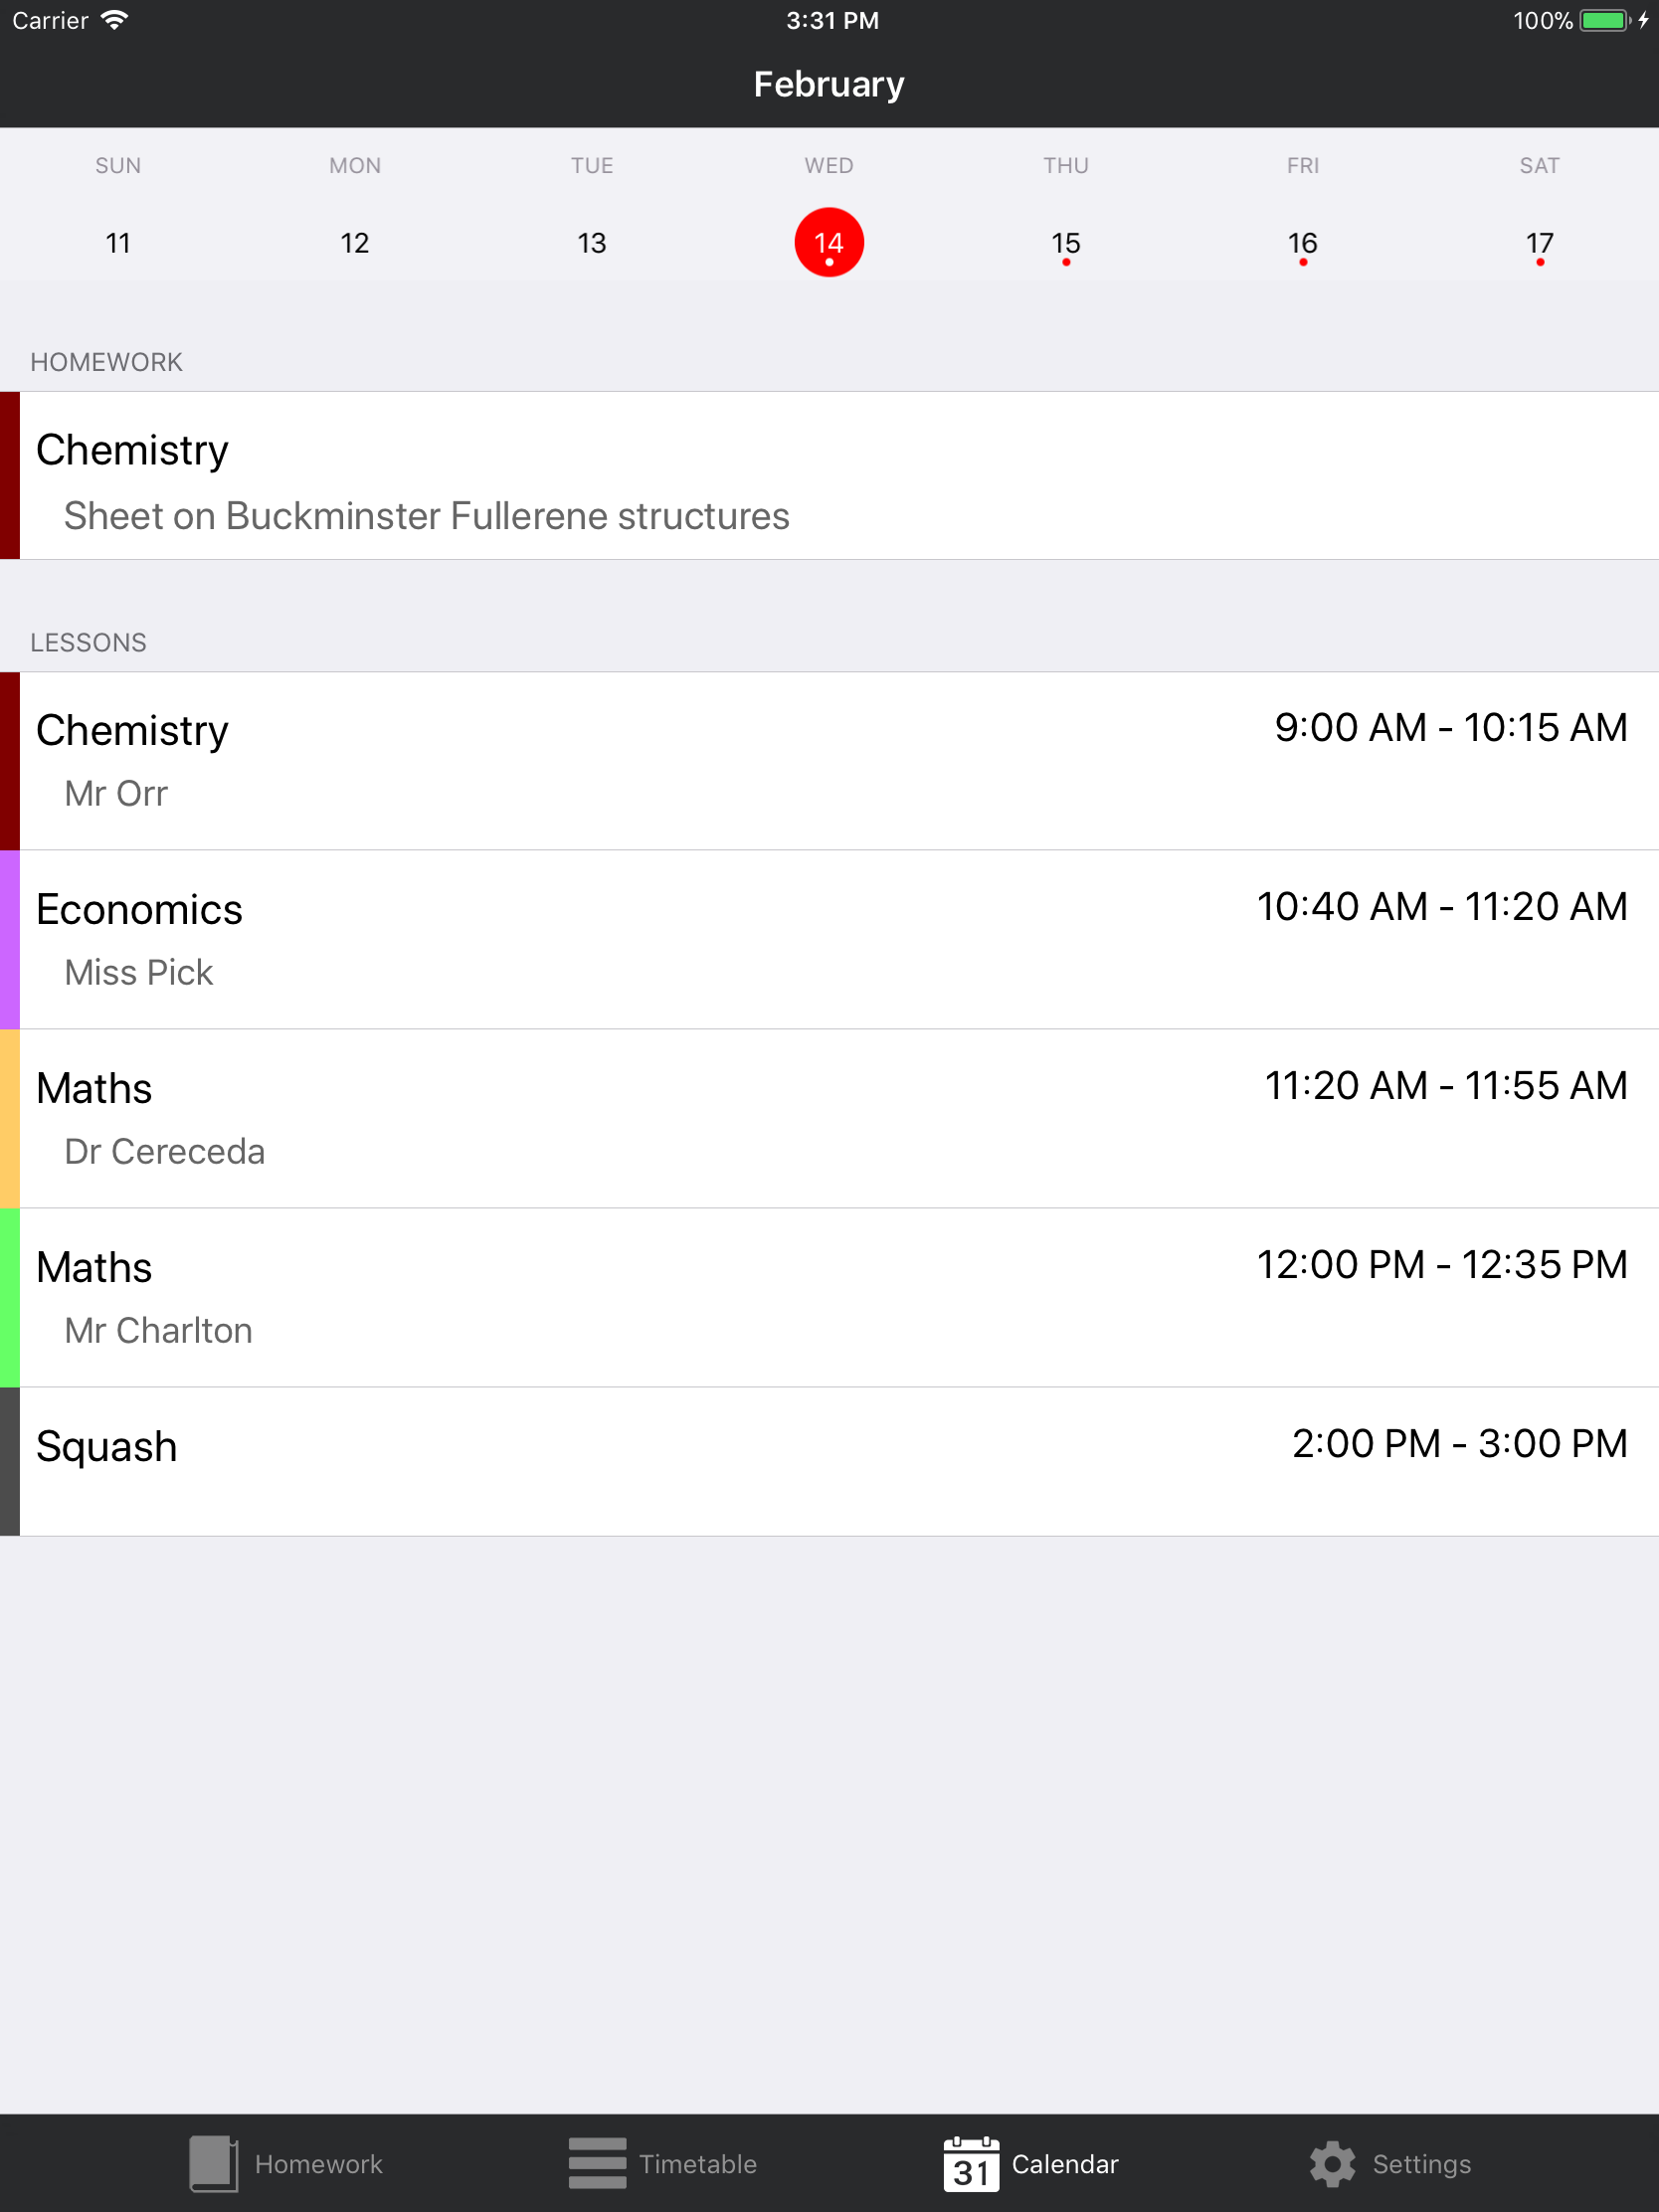 Carrier 3:31 PM 100%
February
SUN MON TUE WED THU FRI SAT
11 12 13 14 15 16 17
HOMEWORK
Chemistry
Sheet on Buckminster Fullerene structures
LESSONS
Chemistry 9:00 AM - 10:15 AM
Mr Orr
Economics 10:40 AM - 11:20 AM
Miss Pick
Maths 11:20 AM - 11:55 AM
Dr Cereceda
Maths 12:00 PM - 12:35 PM
Mr Charlton
Squash 2:00 PM - 3:00 PM
Homework Timetable 31 Calendar Settings